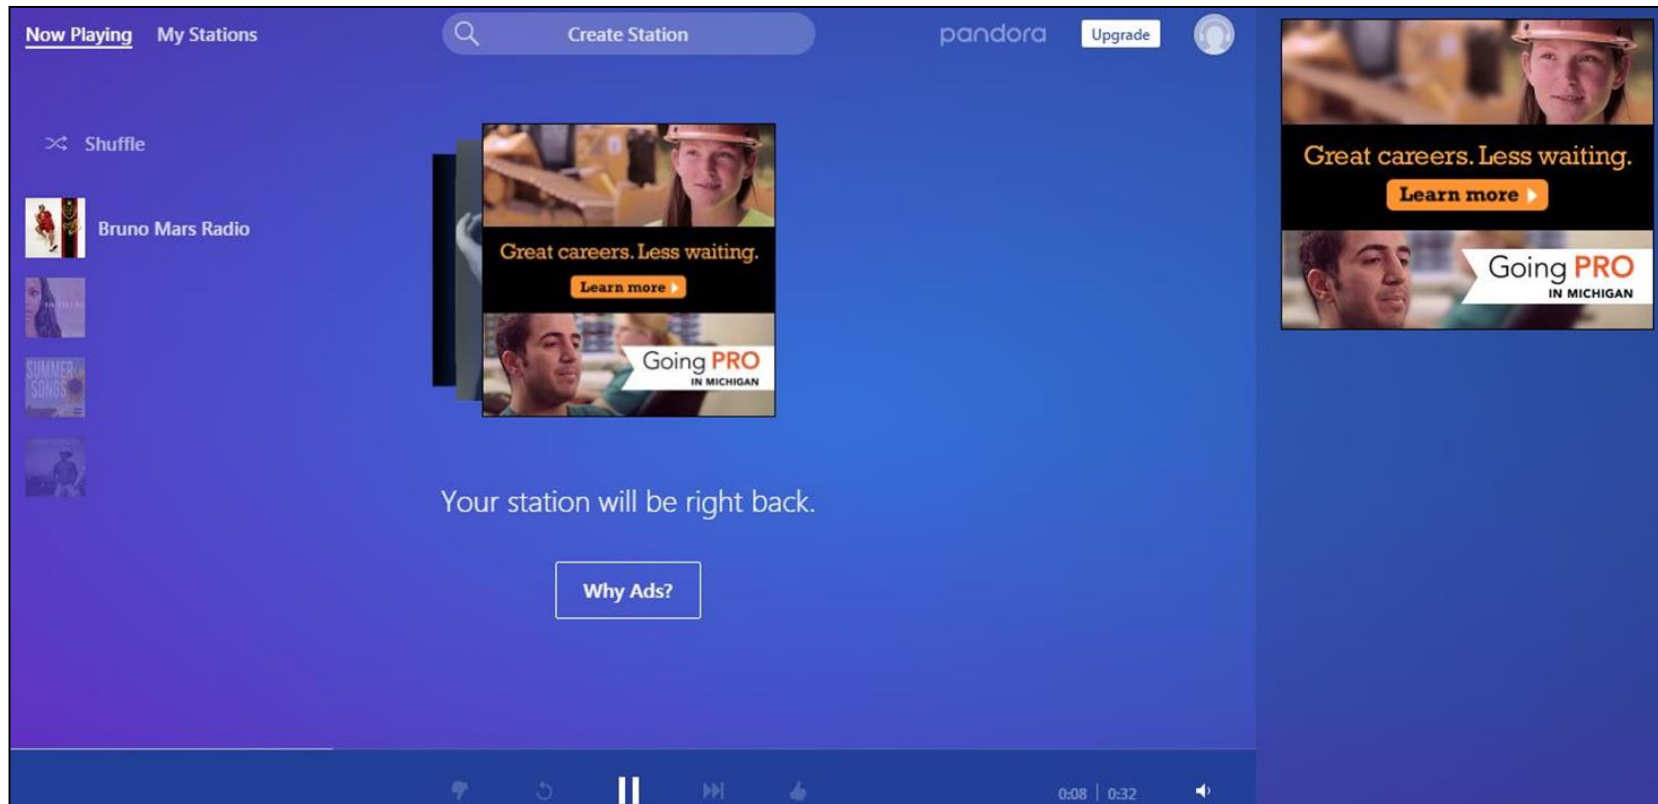 Now Playing My Stations Create Station pandora Upgrade
Shuffle
Bruno Mars Radio
SUMMER
SONGS
Great careers. Less waiting.
Learn more
Going PRO
IN MICHIGAN
Your station will be right back.
Why Ads?
0:08 | 0:32
Great careers. Less waiting.
Learn more
Going PRO
IN MICHIGAN